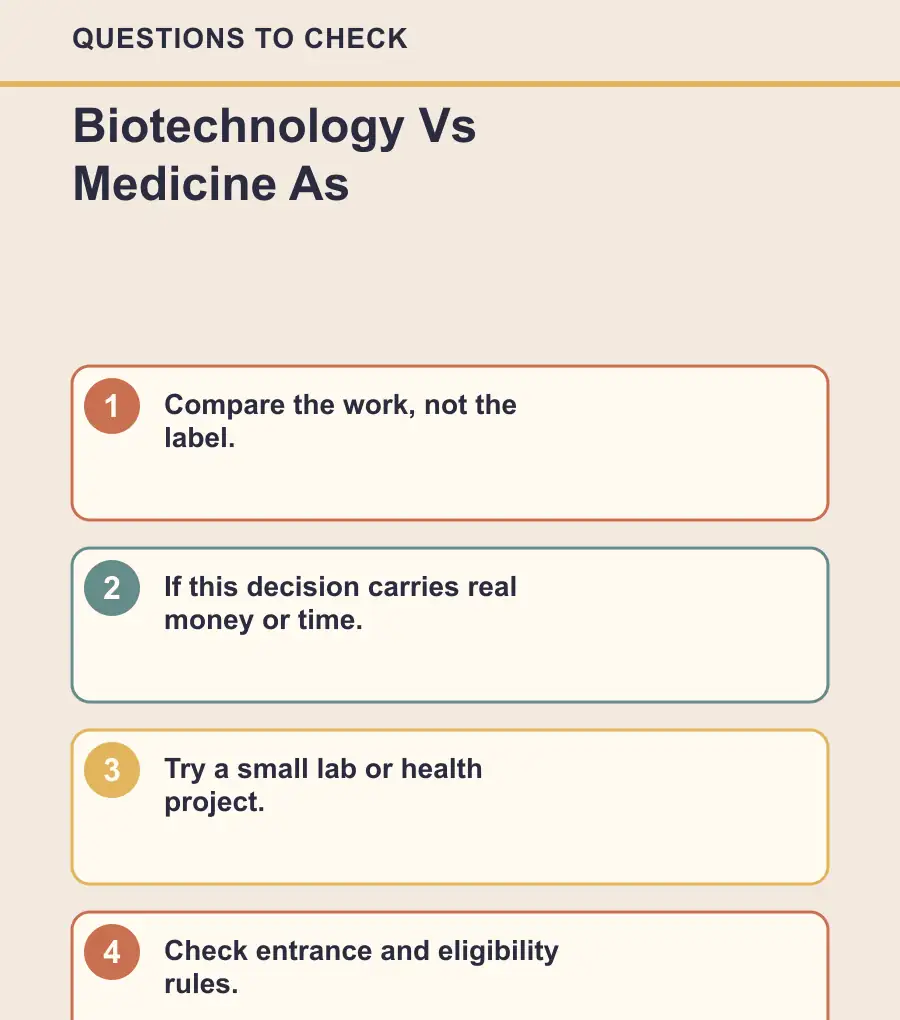 QUESTIONS TO CHECK
Biotechnology Vs
Medicine As
1
Compare the work, not the
label.
2
If this decision carries real
money or time.
3
Try a small lab or health
project.
4
Check entrance and eligibility
rules.